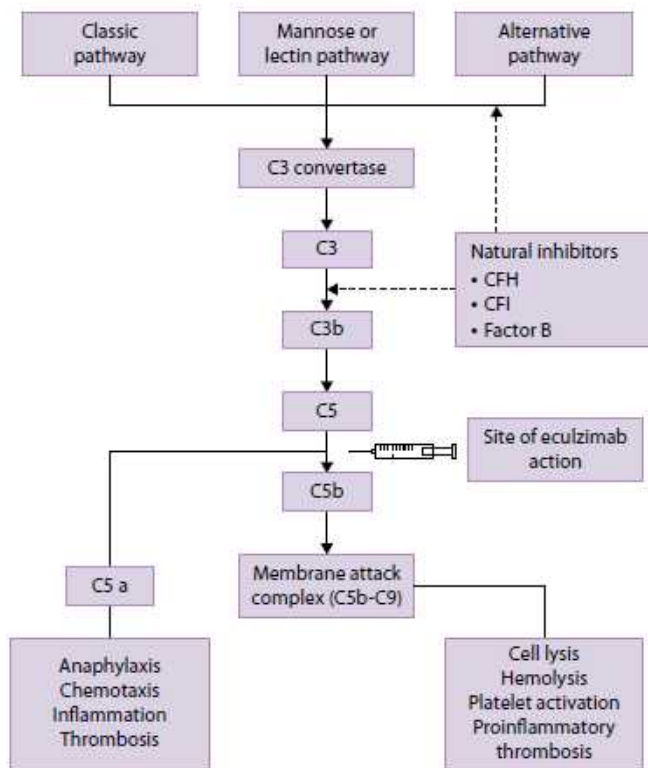 Classic
pathway
Mannose or
lectin pathway
Alternative
pathway
C3 convertase
C3
Natural inhibitors
• CFH
• CFI
• Factor B
C3b
C5
Site of eculzimab
action
C5b
C5 a
Membrane attack
complex (C5b-C9)
Anaphylaxis
Chemotaxis
Inflammation
Thrombosis
Cell lysis
Hemolysis
Platelet activation
Proinflammatory
thrombosis